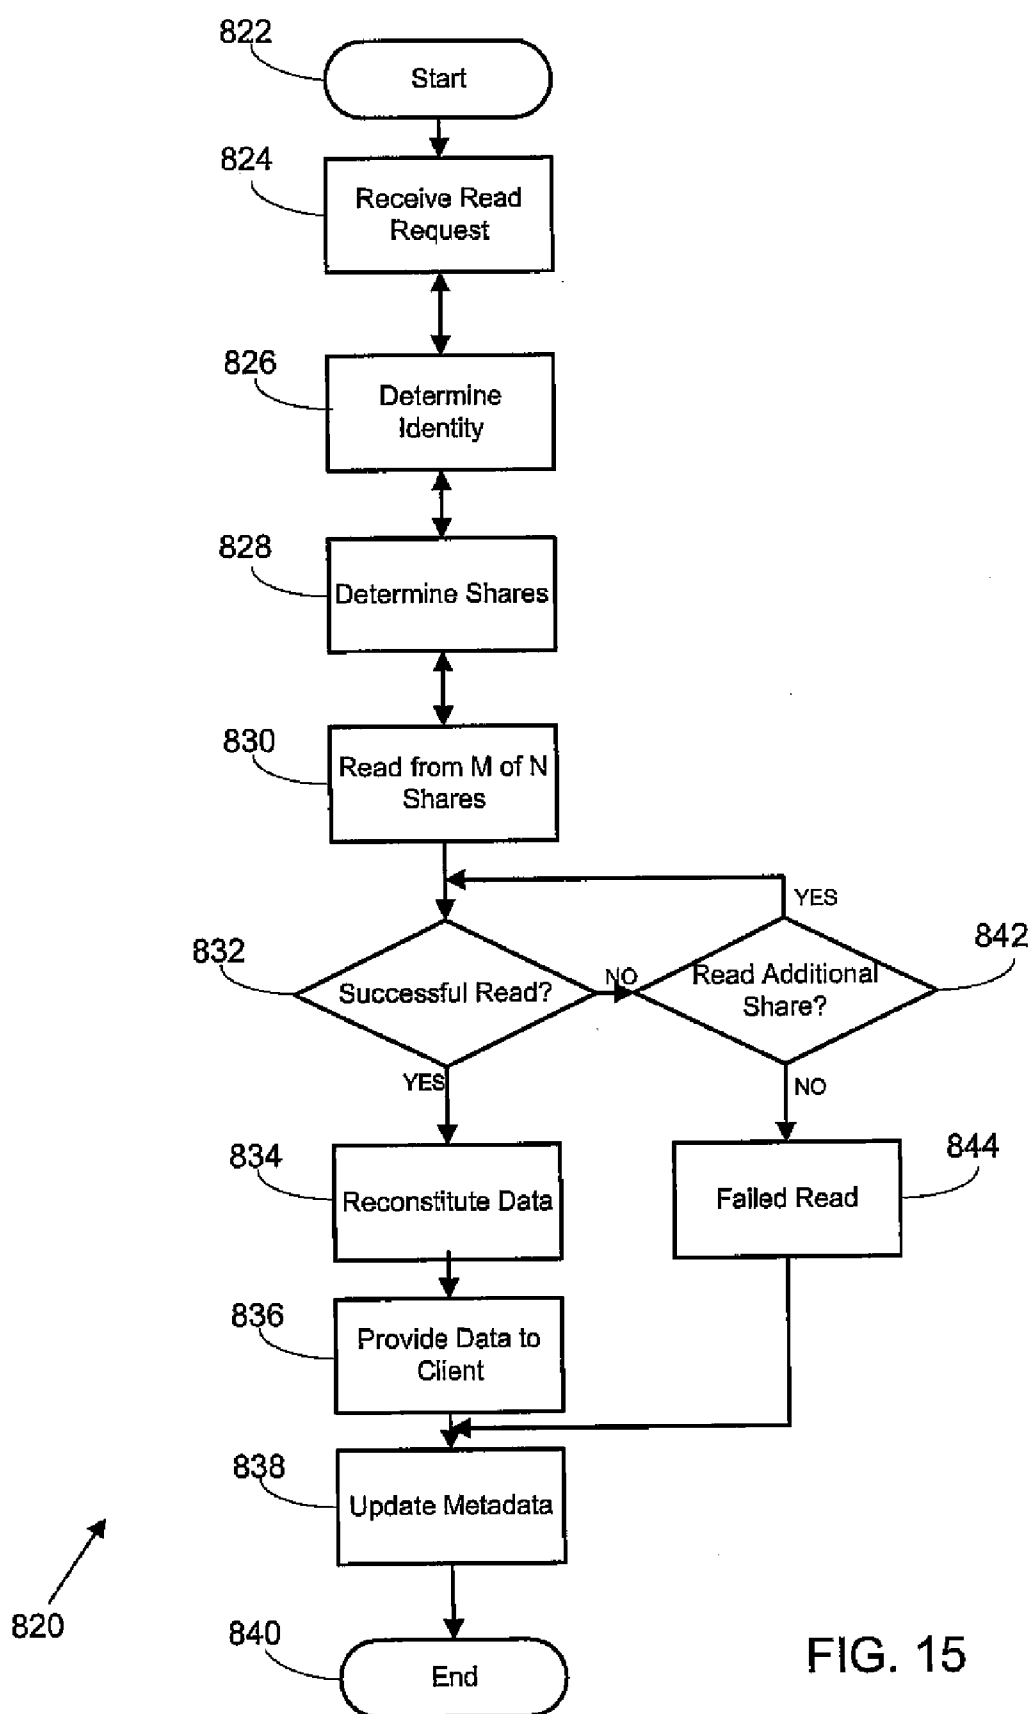 822
Start
824
Receive Read
Request
826
Determine
Identity
828
Determine Shares
830
Read from M of N
Shares
YES
832
Successful Read?
NO
Read Additional
Share?
842
YES
NO
834
Reconstitute Data
844
Failed Read
836
Provide Data to
Client
838
Update Metadata
820
840
End
FIG. 15